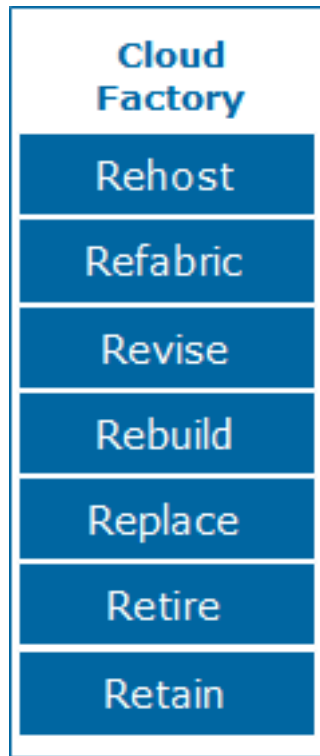 Cloud
Factory
Rehost
Refabric
Revise
Rebuild
Replace
Retire
Retain